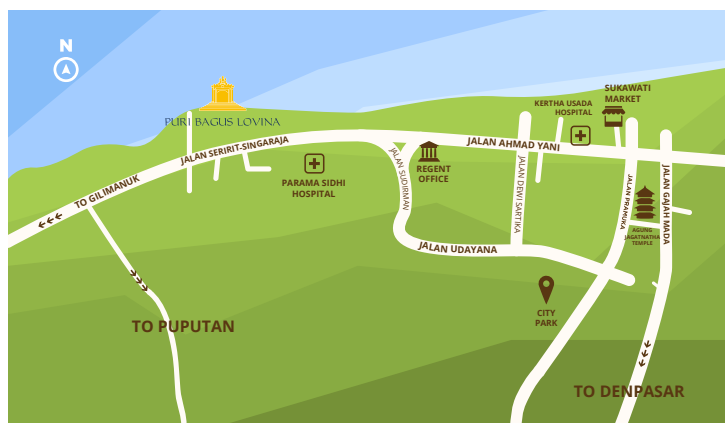 N
PURI BAGUS LOVINA
SUKAWATI
MARKET
KERTHA USADA
HOSPITAL
JALAN SERIRIT-SINGARAJA
JALAN AHMAD YANI
REGENT
OFFICE
PARAMA SIDHI
HOSPITAL
TO GILIMANUK
JALAN SUDIRMAN
JALAN DEWI SARTIKA
JALAN PRAMUKA
JALAN GAJAH MADA
AGUNG
JAGATNATHA
TEMPLE
JALAN UDAYANA
CITY
PARK
TO PUPUTAN
TO DENPASAR